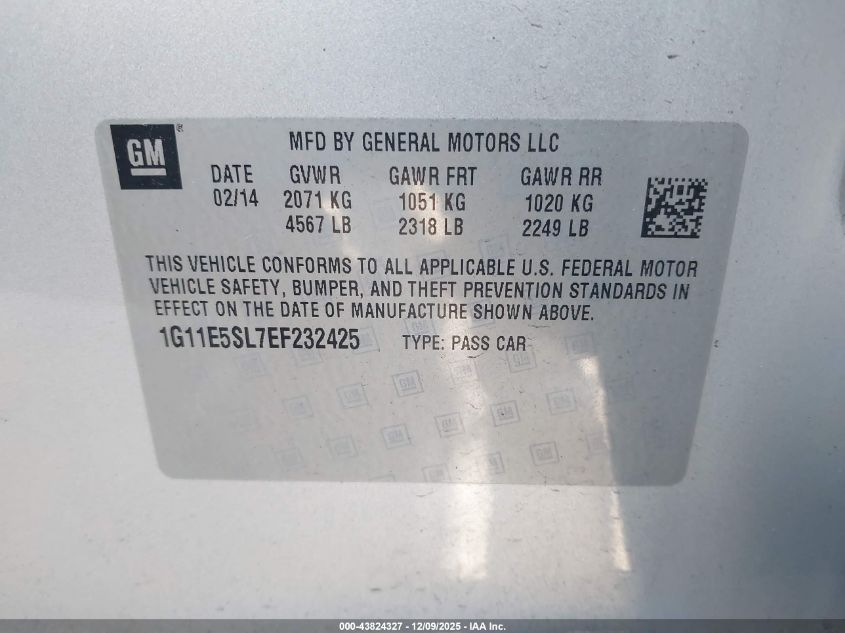 GM
MFD BY GENERAL MOTORS LLC
DATE GVWR GAWR FRT GAWR RR
02/14 2071 KG 1051 KG 1020 KG
4567 LB 2318 LB 2249 LB
THIS VEHICLE CONFORMS TO ALL APPLICABLE U.S. FEDERAL MOTOR
VEHICLE SAFETY, BUMPER, AND THEFT PREVENTION STANDARDS IN
EFFECT ON THE DATE OF MANUFACTURE SHOWN ABOVE.
1G11E5SL7EF232425 TYPE: PASS CAR
000-43824327 - 12/09/2025 - IAA Inc.